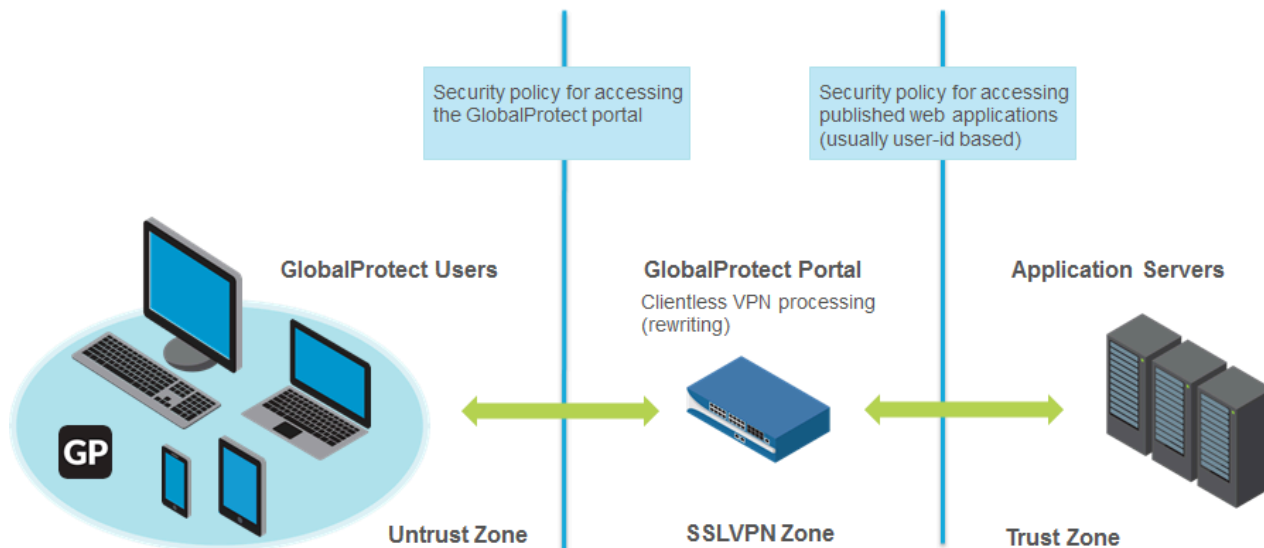 Security policy for accessing
the GlobalProtect portal
Security policy for accessing
published web applications
(usually user-id based)
GlobalProtect Users
GlobalProtect Portal
Clientless VPN processing
(rewriting)
Application Servers
GP
Untrust Zone
SSLVPN Zone
Trust Zone